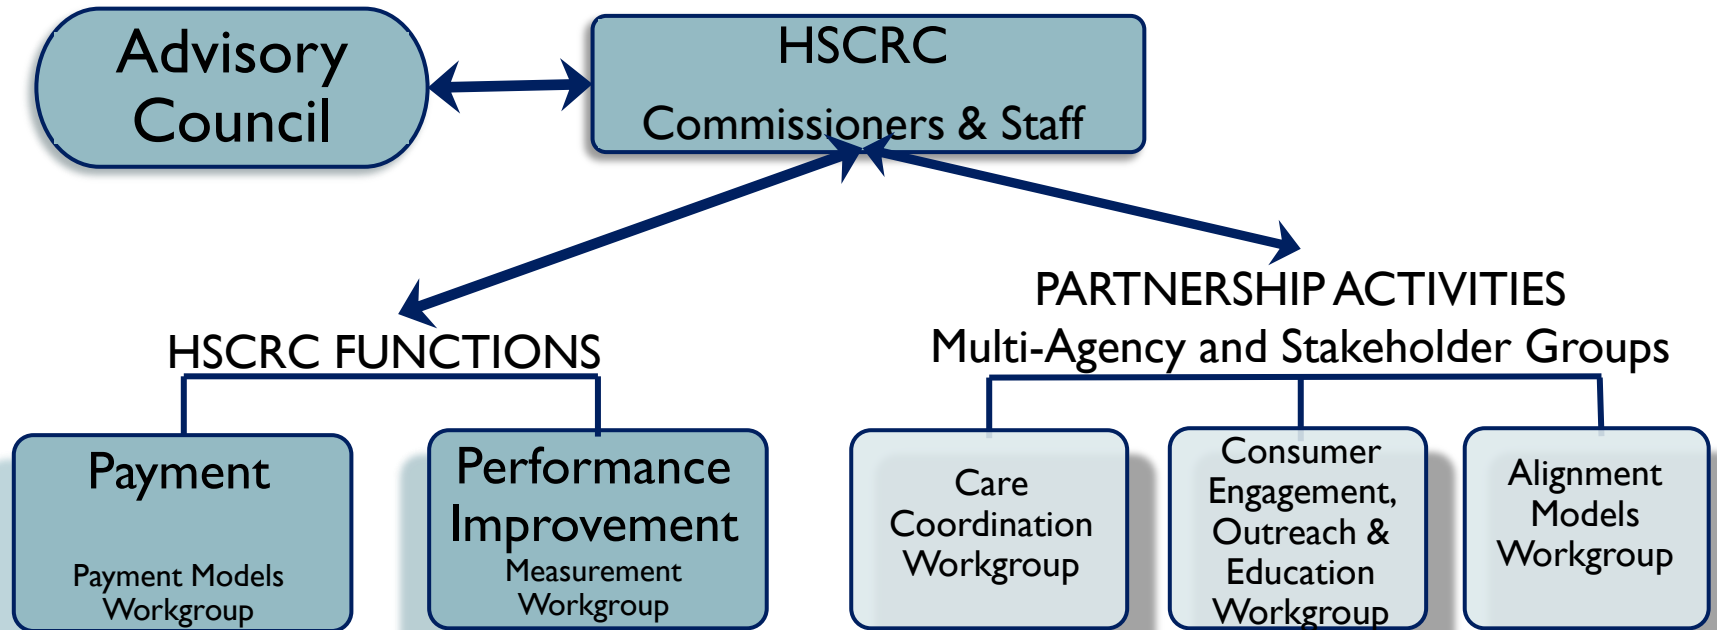 Advisory
Council
HSCRC
Commissioners & Staff
HSCRC FUNCTIONS
PARTNERSHIP ACTIVITIES
Multi-Agency and Stakeholder Groups
Payment
Payment Models
Workgroup
Performance
Improvement
Measurement
Workgroup
Care
Coordination
Workgroup
Consumer
Engagement,
Outreach &
Education
Workgroup
Alignment
Models
Workgroup